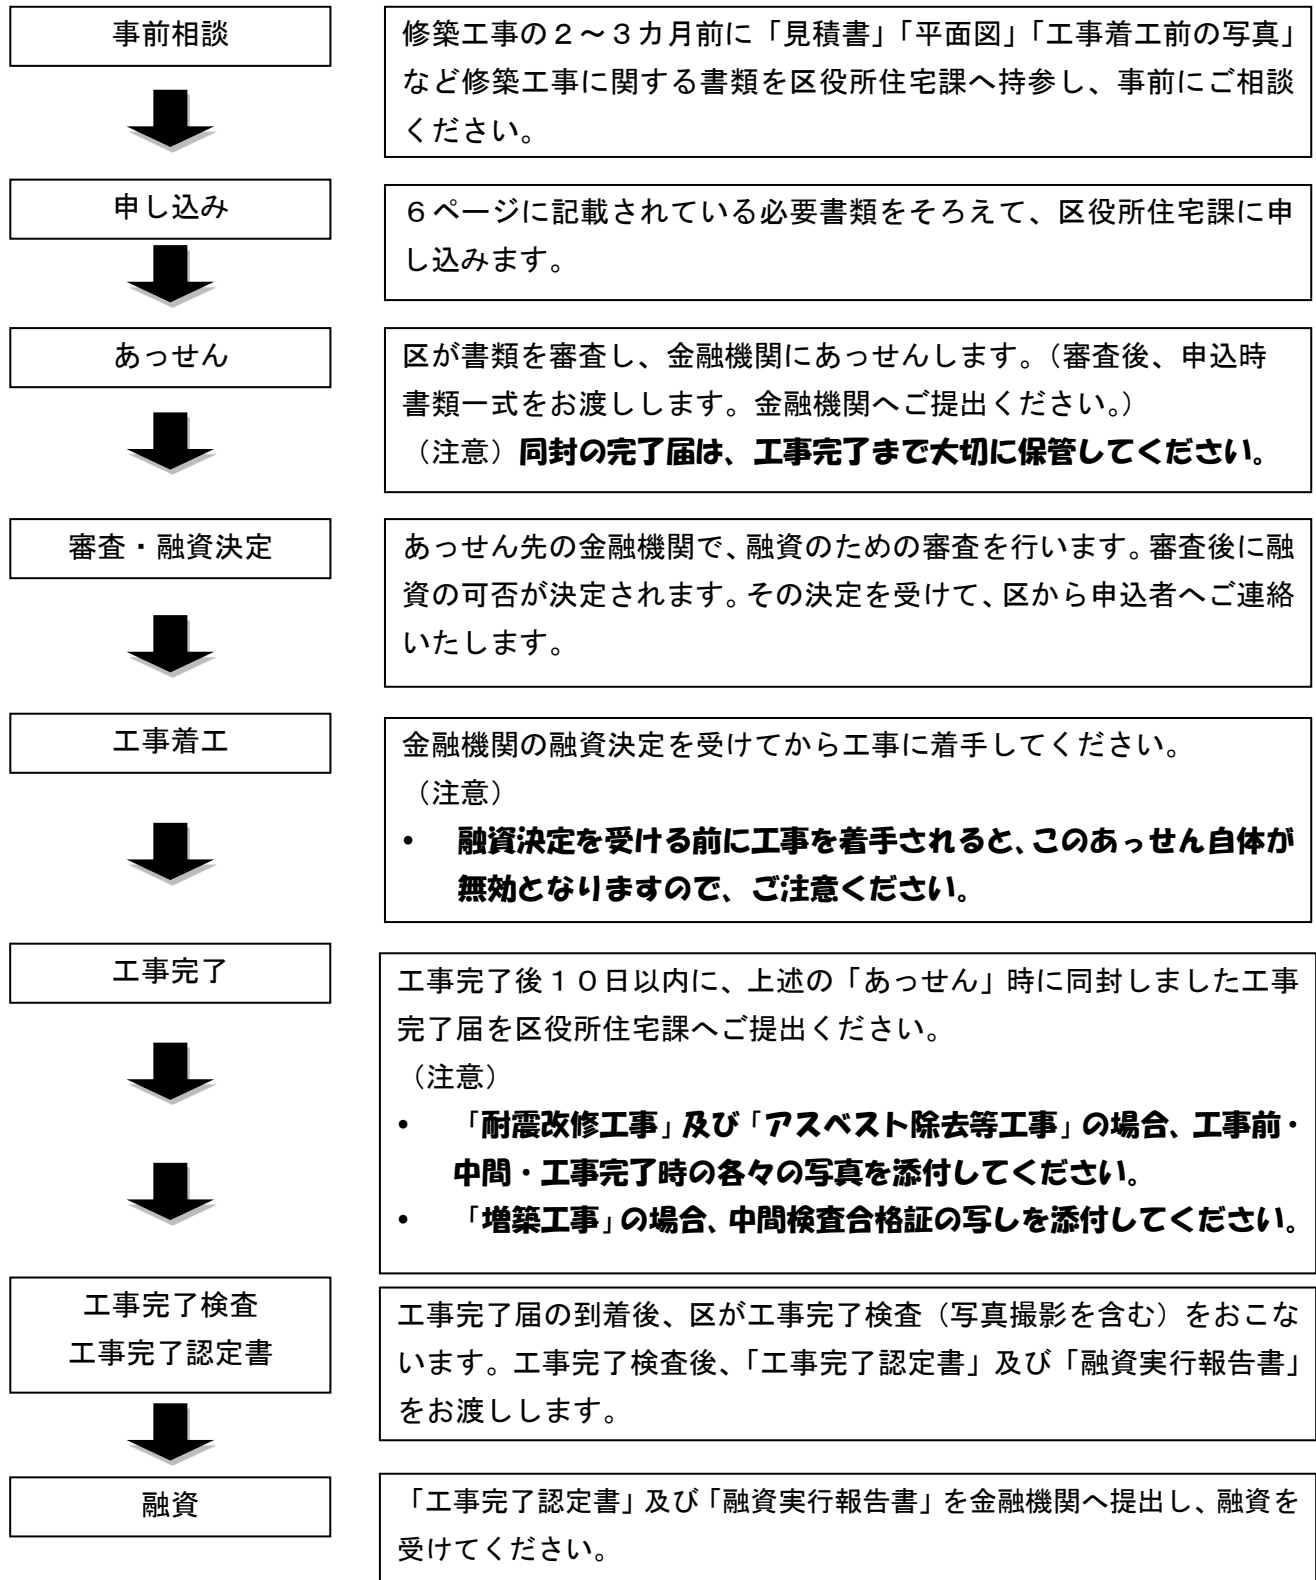 事前相談
修築工事の２～３カ月前に「見積書」「平面図」「工事着工前の写真」
など修築工事に関する書類を区役所住宅課へ持参し、事前にご相談
ください。
申し込み
６ページに記載されている必要書類をそろえて、区役所住宅課に申
し込みます。
あっせん
区が書類を審査し、金融機関にあっせんします。（審査後、申込時
書類一式をお渡しします。金融機関へご提出ください。）
（注意）同封の完了届は、工事完了まで大切に保管してください。
審査・融資決定
あっせん先の金融機関で、融資のための審査を行います。審査後に融
資の可否が決定されます。その決定を受けて、区から申込者へご連絡
いたします。
工事着工
金融機関の融資決定を受けてから工事に着手してください。
（注意）
• 融資決定を受ける前に工事を着手されると、このあっせん自体が
無効となりますので、ご注意ください。
工事完了
工事完了後１０日以内に、上述の「あっせん」時に同封しました工事
完了届を区役所住宅課へご提出ください。
（注意）
• 「耐震改修工事」及び「アスベスト除去等工事」の場合、工事前・
中間・工事完了時の各々の写真を添付してください。
• 「増築工事」の場合、中間検査合格証の写しを添付してください。
工事完了検査
工事完了認定書
工事完了届の到着後、区が工事完了検査（写真撮影を含む）をおこな
います。工事完了検査後、「工事完了認定書」及び「融資実行報告書」
をお渡しします。
融資
「工事完了認定書」及び「融資実行報告書」を金融機関へ提出し、融資を
受けてください。